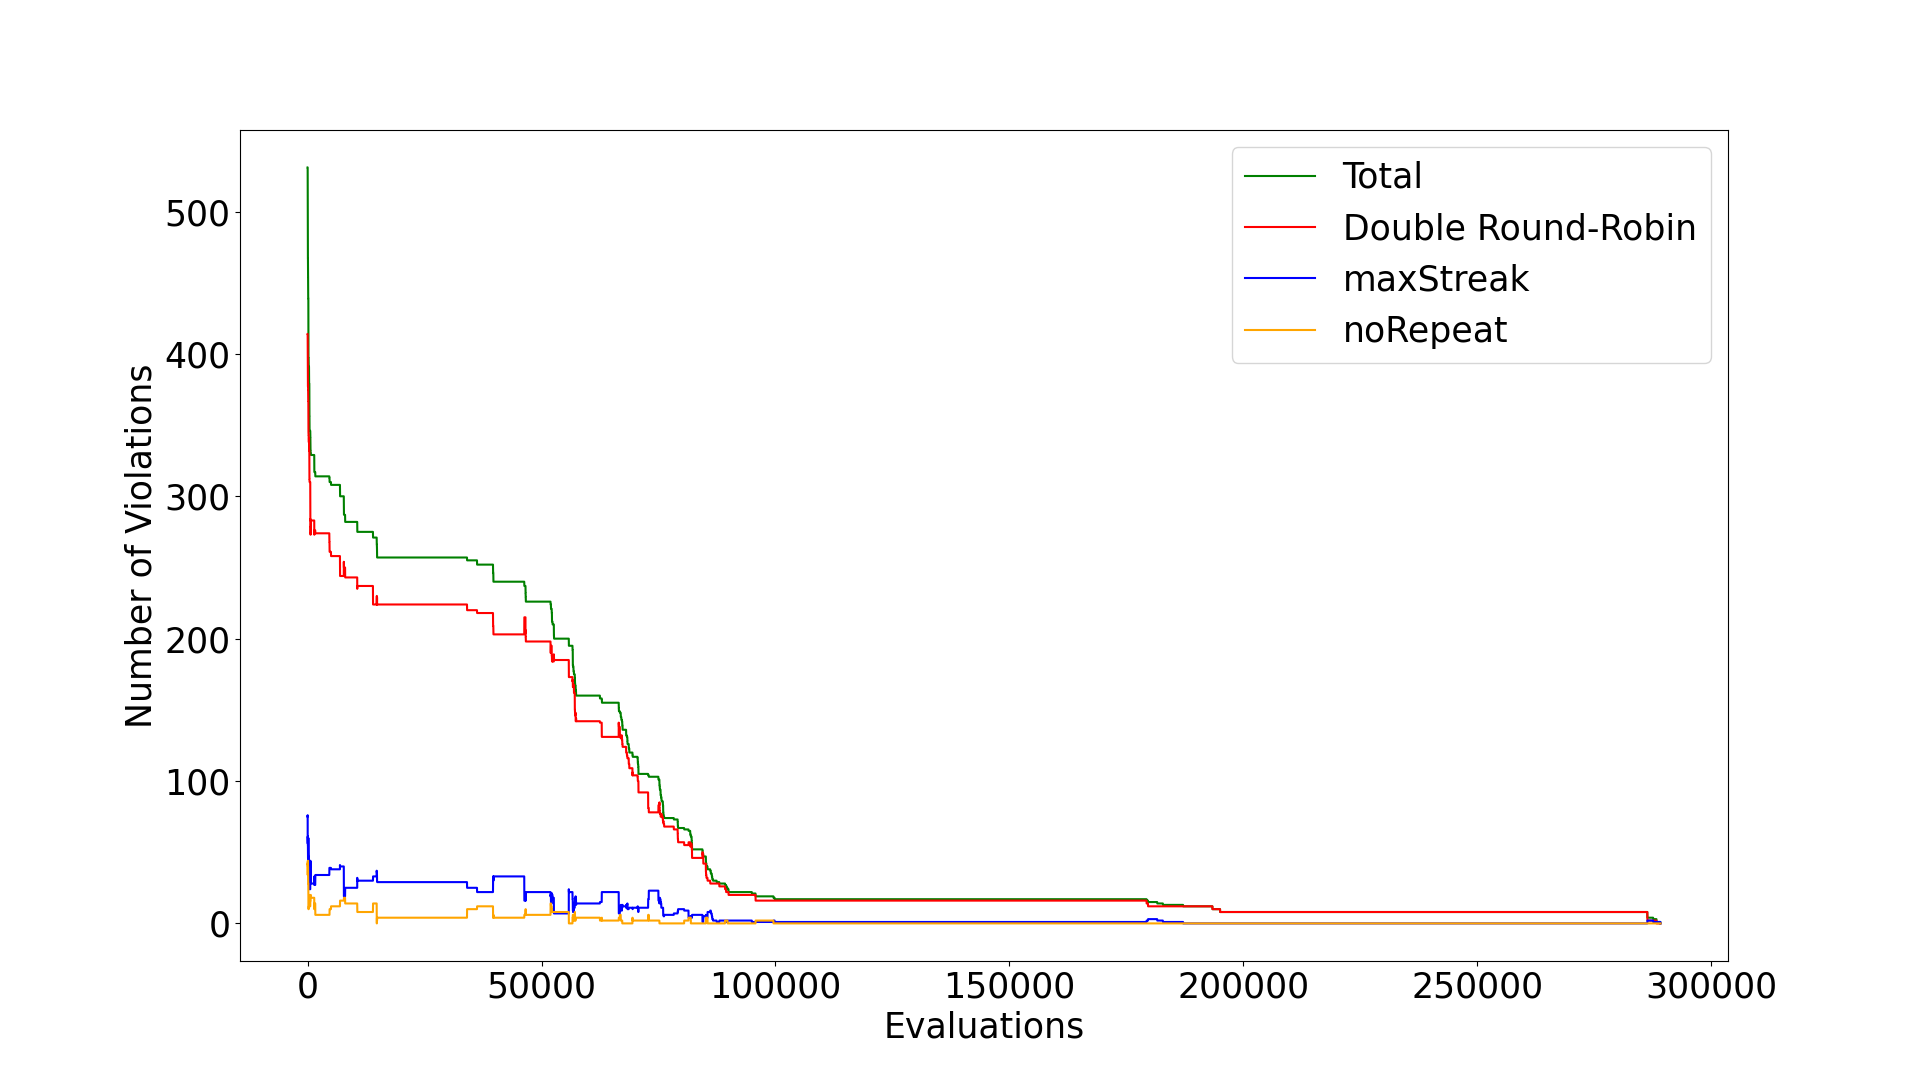 Total
Double Round-Robin
maxStreak
noRepeat
500
400
300
200
100
0
Number of Violations
0 50000 100000 150000 200000 250000 300000
Evaluations